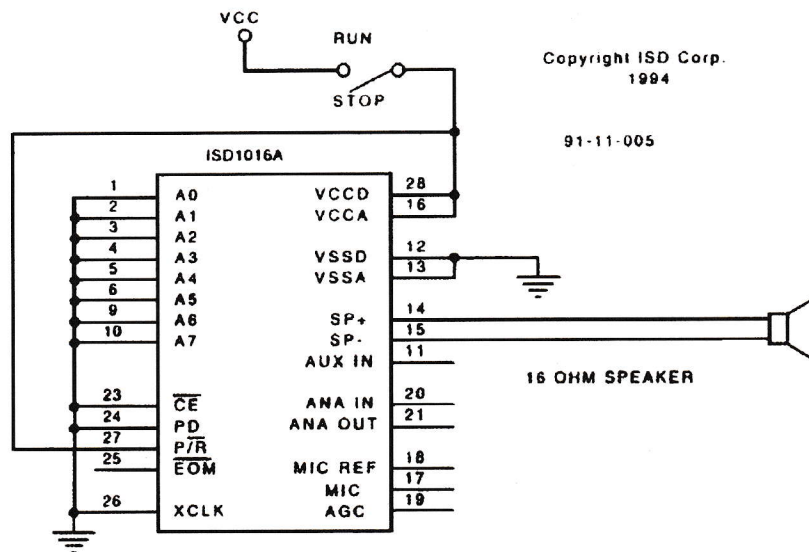 VCC
RUN
STOP
Copyright ISD Corp.
1994
91-11-005
ISD1016A
1 A0 VCCD 28
2 A1 VCCA 16
3 A2
4 A3 VSSD 12
5 A4 VSSA 13
6 A5
9 A6 SP+ 14
10 A7 SP- 15
AUX IN 11
16 OHM SPEAKER
23 CE ANA IN 20
24 PD ANA OUT 21
27 P/R
25 EOM MIC REF 18
MIC 17
26 XCLK AGC 19